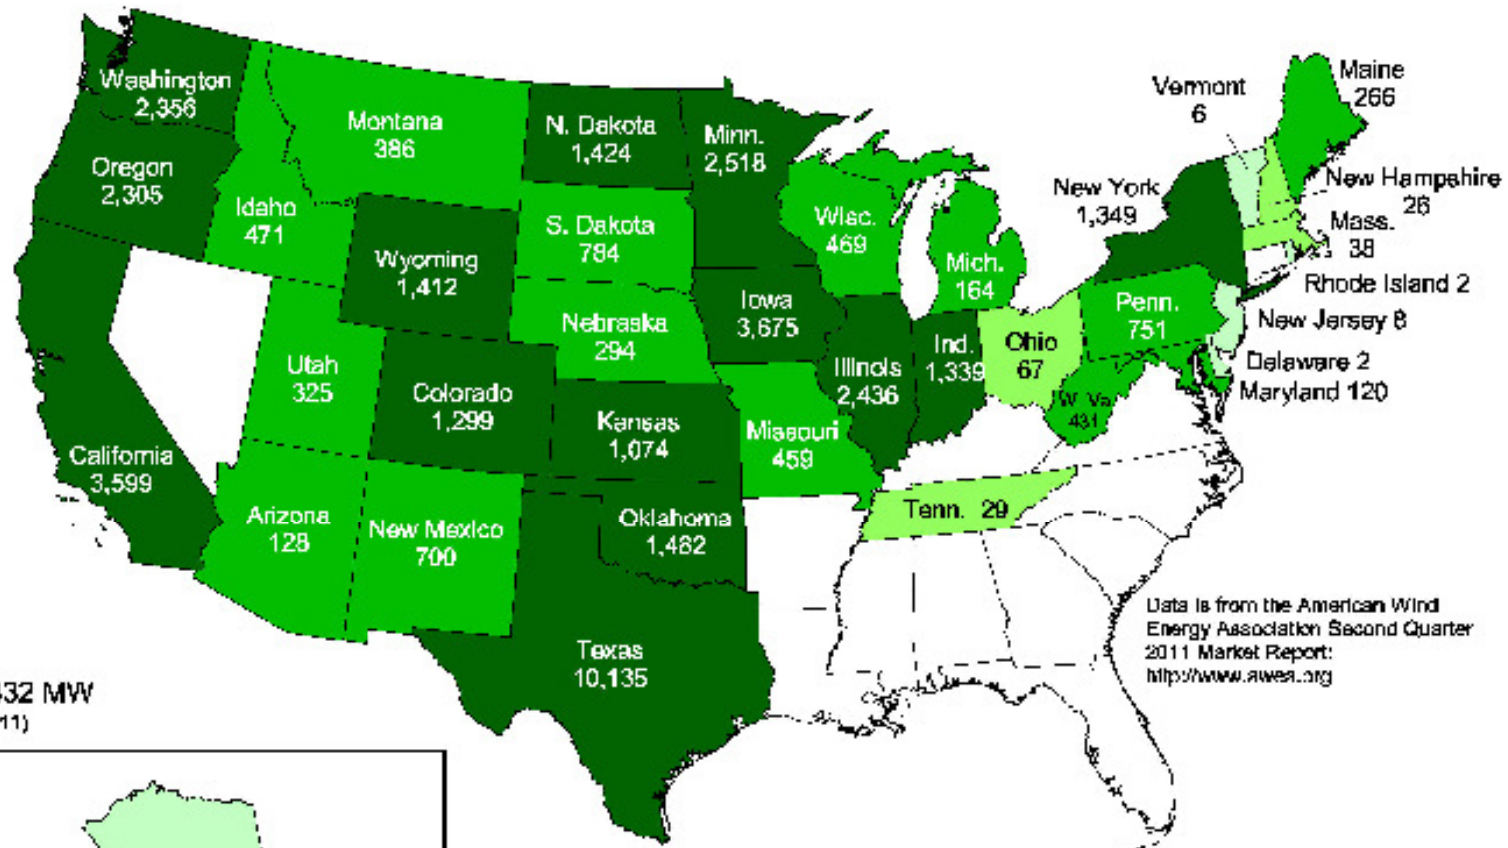 Washington
2,356
Oregon
2,305
California
3,599
Idaho
471
Montana
386
Wyoming
1,412
Utah
325
Colorado
1,299
Arizona
128
New Mexico
700
N. Dakota
1,424
S. Dakota
784
Nebraska
294
Kansas
1,074
Oklahoma
1,482
Texas
10,135
Minn.
2,518
Iowa
3,675
Missouri
459
Wisc.
469
Illinois
2,436
Mich.
164
Ind.
1,339
Ohio
67
Tenn. 29
W. Va.
431
Penn.
751
New York
1,349
Vermont
6
Maine
266
New Hampshire
26
Mass.
38
Rhode Island 2
New Jersey 8
Delaware 2
Maryland 120
Data is from the American Wind
Energy Association Second Quarter
2011 Market Report:
http://www.awea.org
432 MW
11)